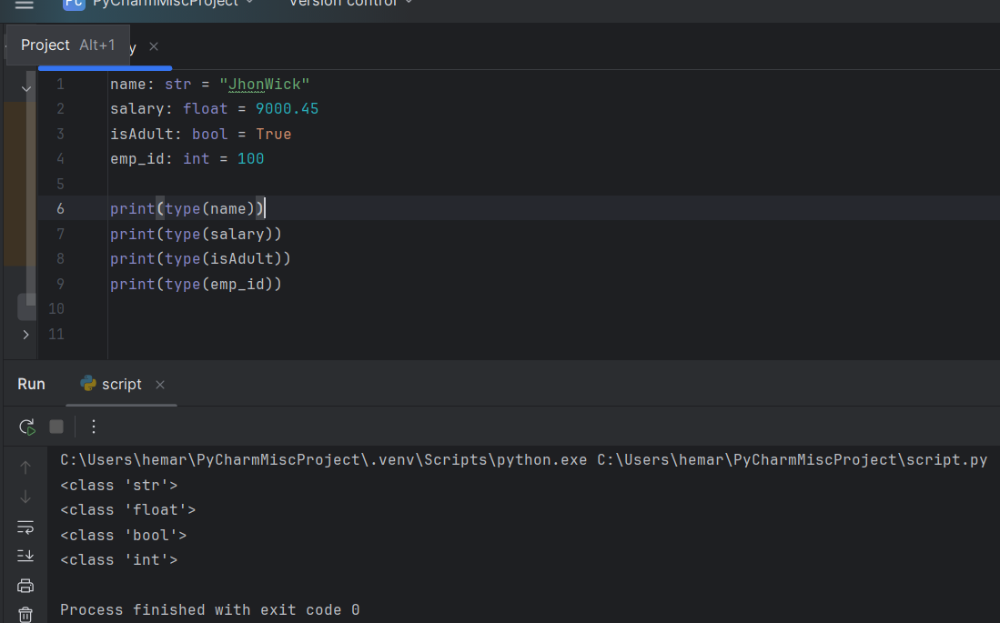 PC PyCharmMiscProject Version control
Project Alt+1 y ×
1 name: str = "JhonWick"
2 salary: float = 9000.45
3 isAdult: bool = True
4 emp_id: int = 100
5
6 print(type(name))
7 print(type(salary))
8 print(type(isAdult))
9 print(type(emp_id))
10
11
Run script ×
C:\Users\hemar\PyCharmMiscProject\.venv\Scripts\python.exe C:\Users\hemar\PyCharmMiscProject\script.py
<class 'str'>
<class 'float'>
<class 'bool'>
<class 'int'>
Process finished with exit code 0